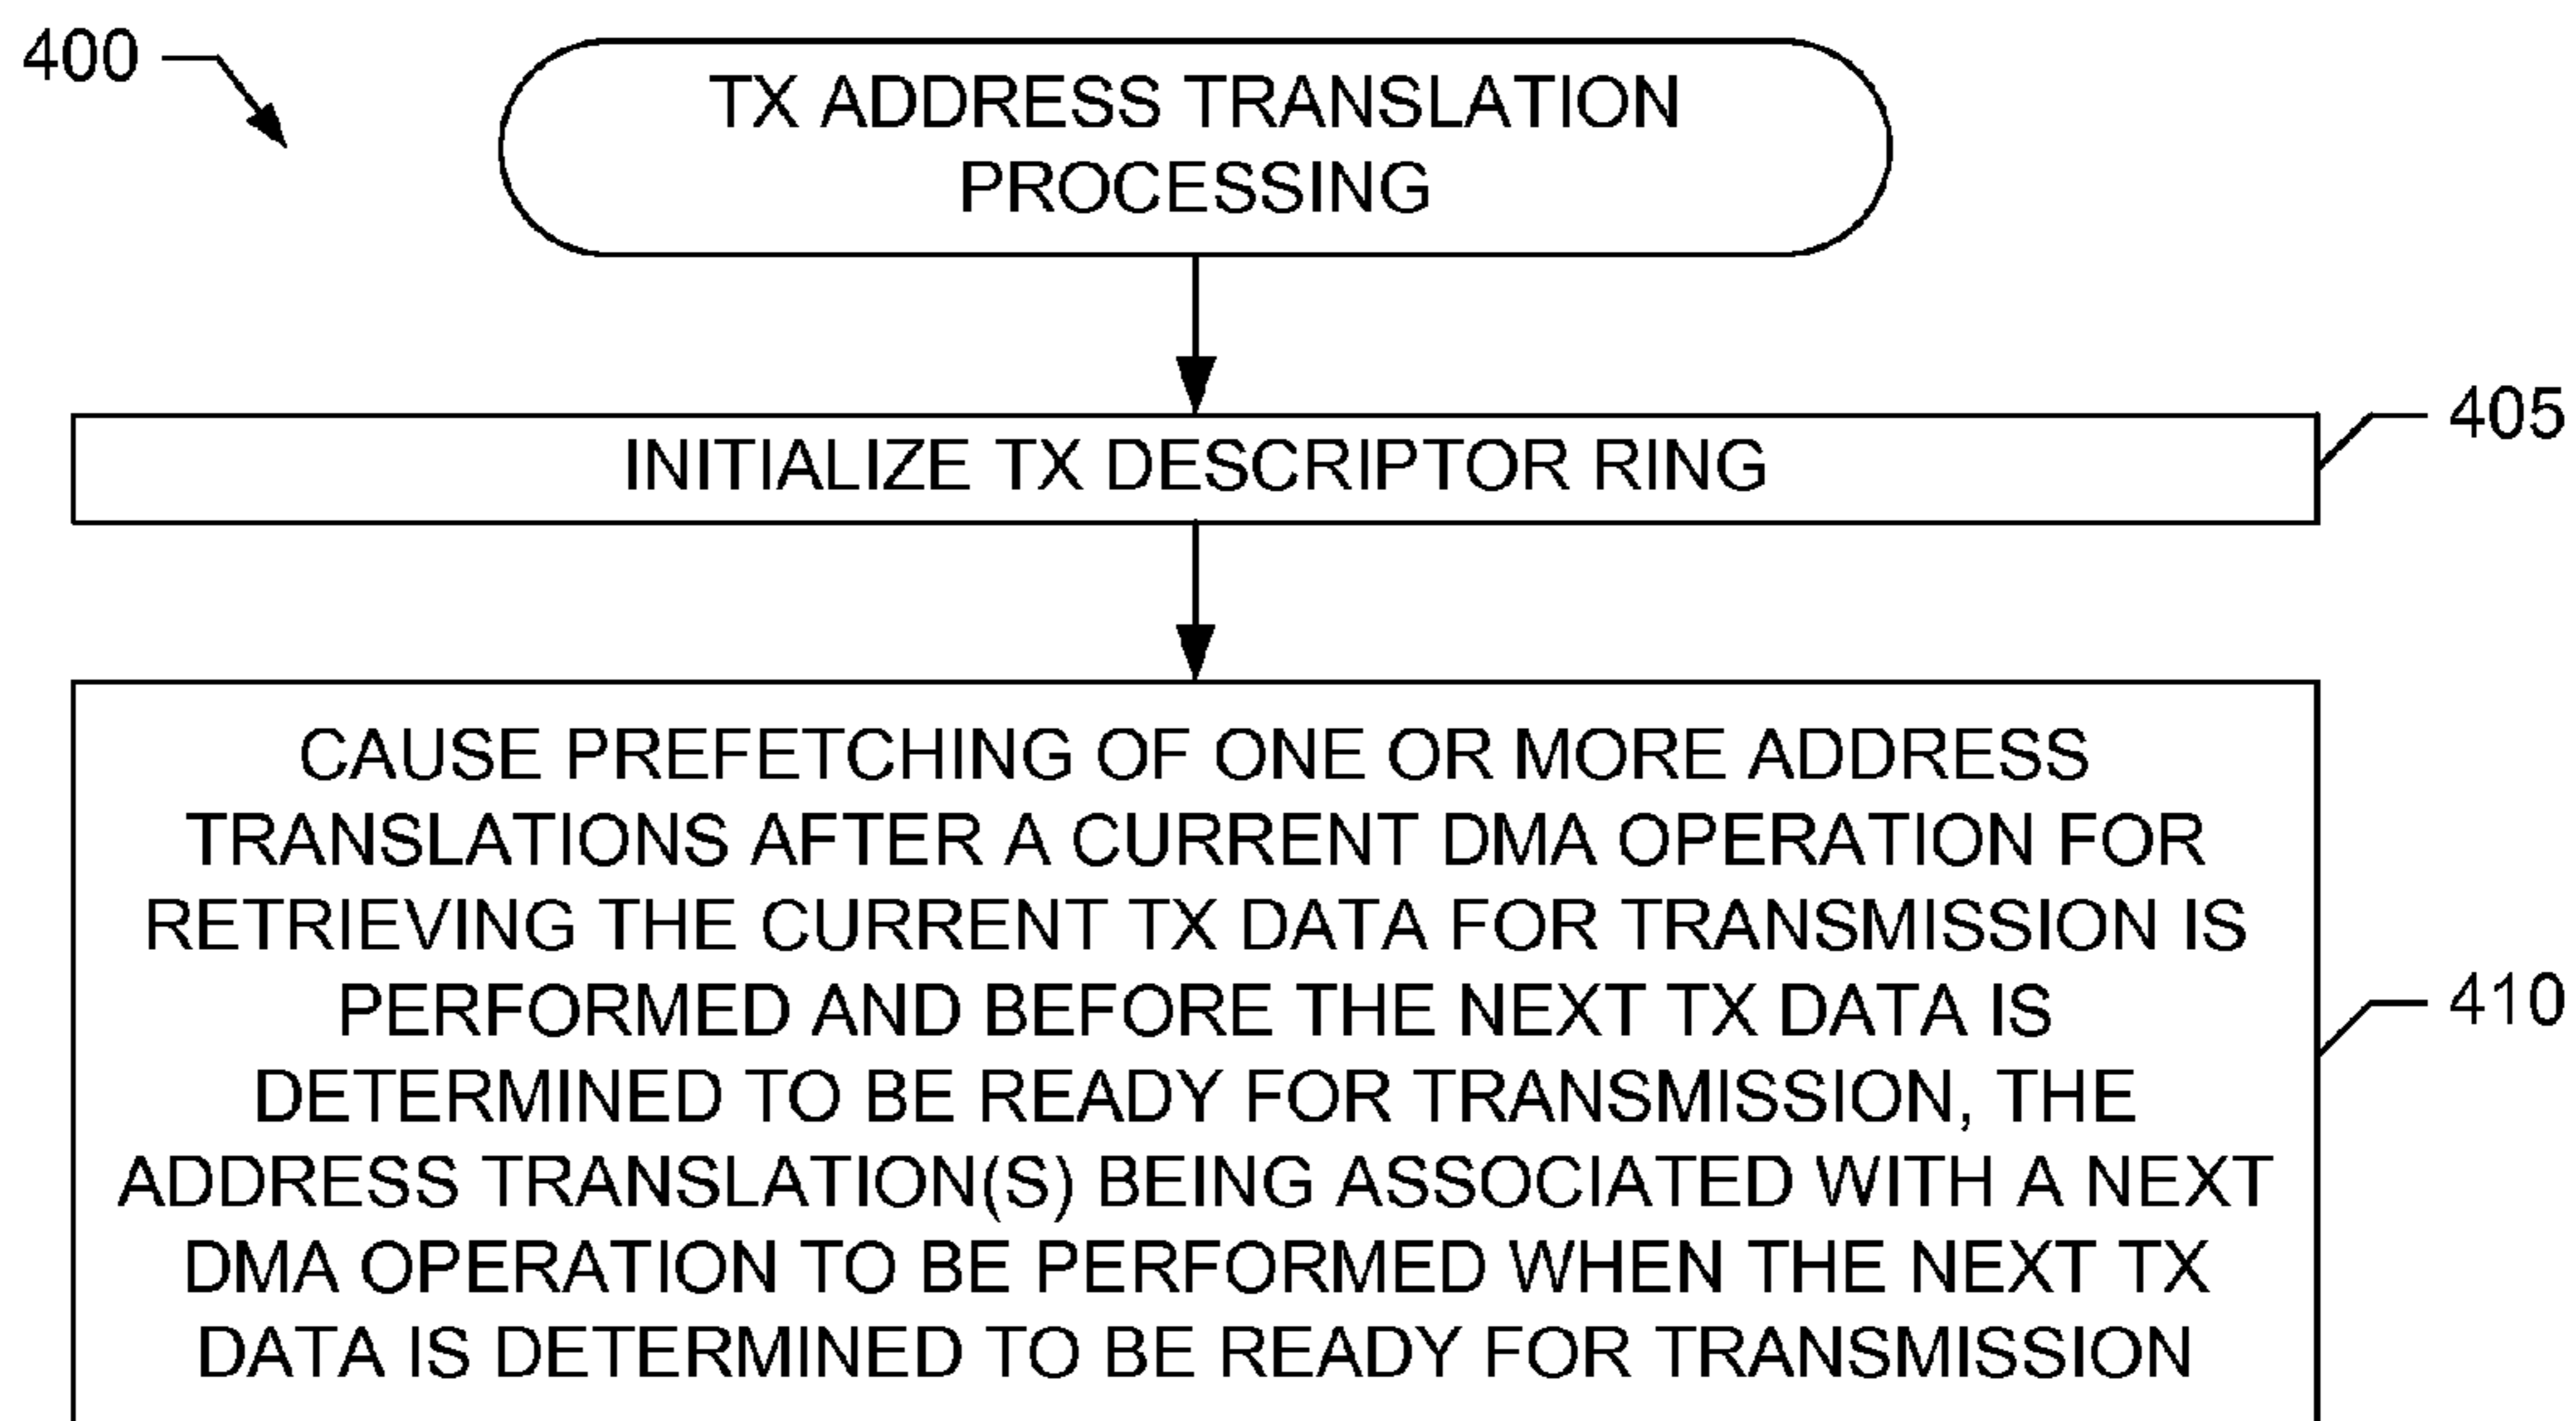 400
TX ADDRESS TRANSLATION
PROCESSING
405
INITIALIZE TX DESCRIPTOR RING
CAUSE PREFETCHING OF ONE OR MORE ADDRESS
TRANSLATIONS AFTER A CURRENT DMA OPERATION FOR
RETRIEVING THE CURRENT TX DATA FOR TRANSMISSION IS
PERFORMED AND BEFORE THE NEXT TX DATA IS
410
DETERMINED TO BE READY FOR TRANSMISSION, THE
ADDRESS TRANSLATION(S) BEING ASSOCIATED WITH A NEXT
DMA OPERATION TO BE PERFORMED WHEN THE NEXT TX
DATA IS DETERMINED TO BE READY FOR TRANSMISSION